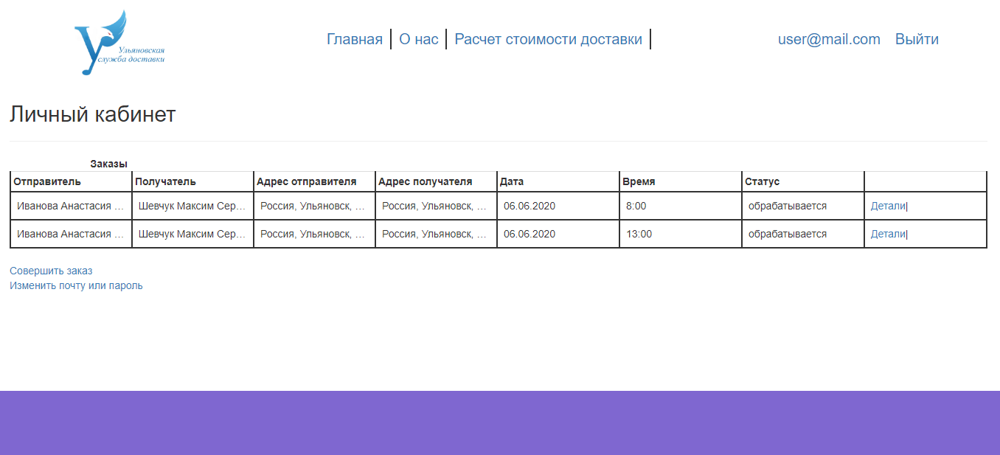 Ульяновская
служба доставки
Главная | О нас | Расчет стоимости доставки |
user@mail.com Выйти
Личный кабинет
Заказы
Отправитель Получатель Адрес отправителя Адрес получателя Дата Время Статус
Иванова Анастасия ... Шевчук Максим Сер... Россия, Ульяновск, ... Россия, Ульяновск, ... 06.06.2020 8:00 обрабатывается Детали|
Иванова Анастасия ... Шевчук Максим Сер... Россия, Ульяновск, ... Россия, Ульяновск, ... 06.06.2020 13:00 обрабатывается Детали|
Совершить заказ
Изменить почту или пароль